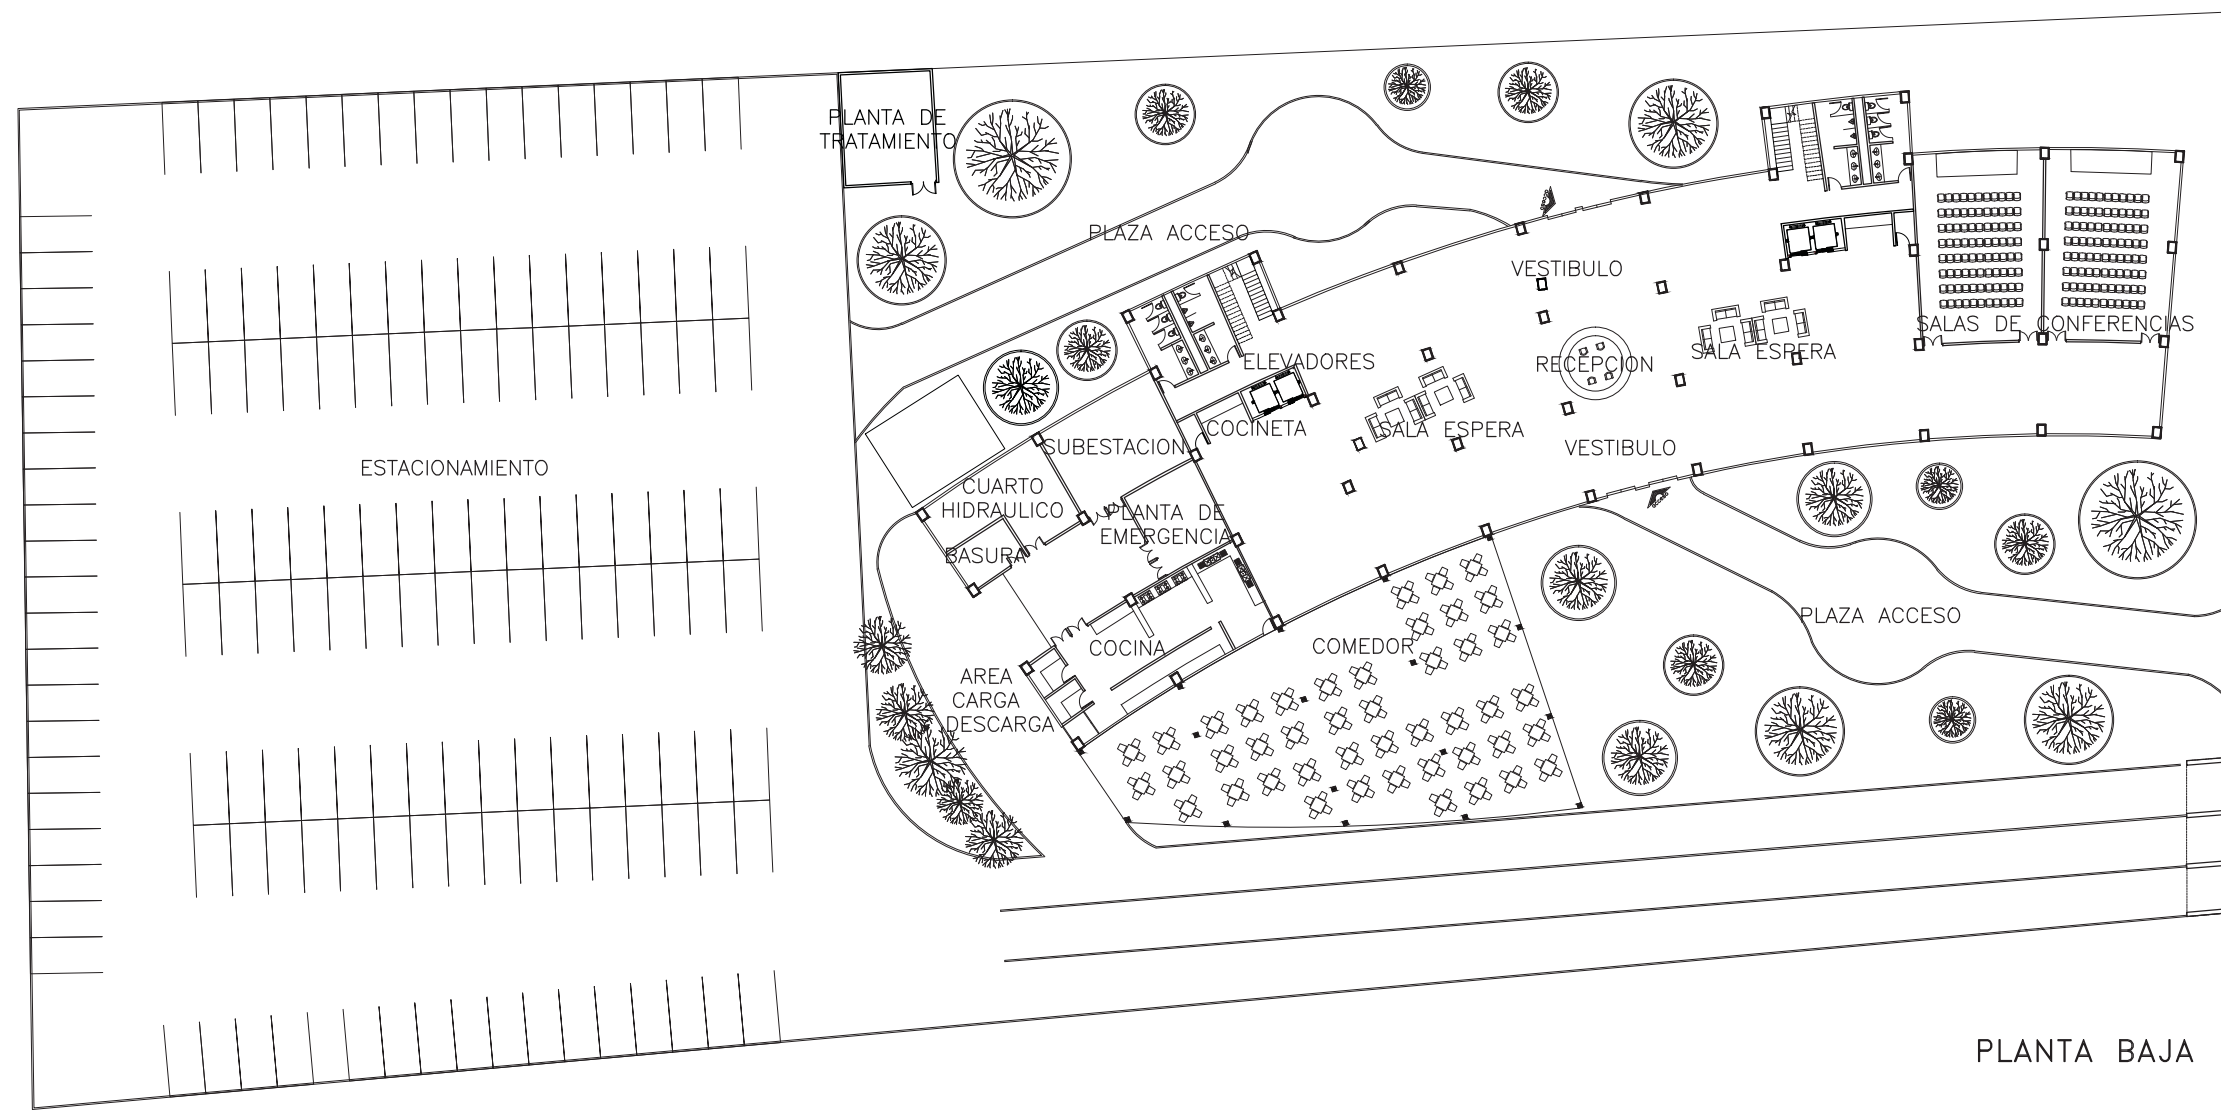 PLANTA DE
TRATAMIENTO
PLAZA ACCESO
VESTIBULO
SALAS DE CONFERENCIAS
SALA ESPERA
RECEPCION
ELEVADORES
COCINETA
SALA ESPERA
VESTIBULO
SUBESTACION
ESTACIONAMIENTO
CUARTO
HIDRAULICO
PLANTA DE
EMERGENCIA
BASURA
PLAZA ACCESO
COCINA
COMEDOR
AREA
CARGA
DESCARGA
PLANTA BAJA